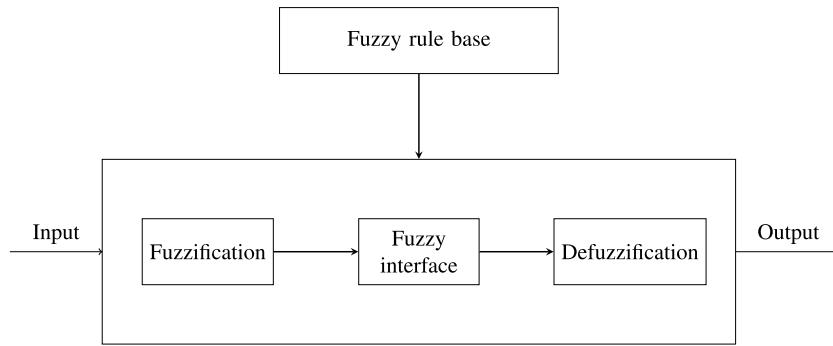 Fuzzy rule base
Input
Fuzzification
Fuzzy
interface
Defuzzification
Output